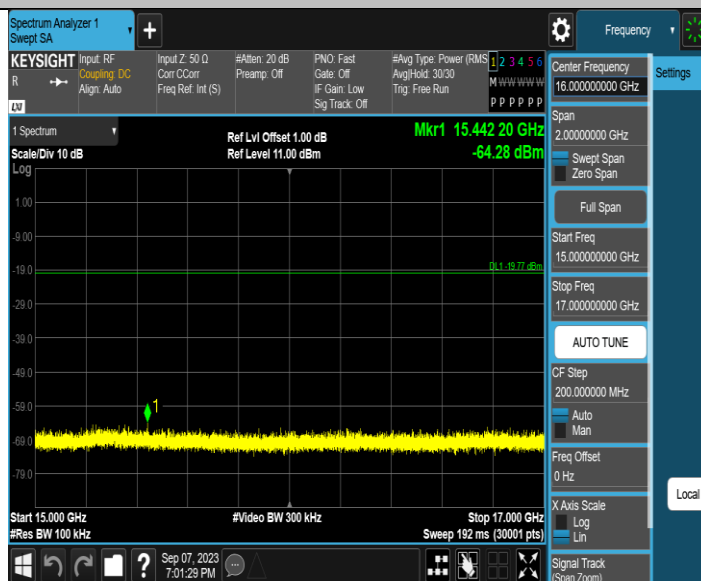 Spectrum Analyzer 1
Swept SA
Frequency
KEYSIGHT
R
LXI
Input: RF
Coupling: DC
Align: Auto
Input Z: 50 Ω
Corr CCorr
Freq Ref: Int (S)
#Atten: 20 dB
Preamp: Off
PNO: Fast
Gate: Off
IF Gain: Low
Sig Track: Off
#Avg Type: Power (RMS
Avg|Hold: 30/30
Trig: Free Run
1 2 3 4 5 6
M W W W W W
P P P P P P
1 Spectrum
Scale/Div 10 dB
Log
Ref Lvl Offset 1.00 dB
Ref Level 11.00 dBm
Mkr1 15.442 20 GHz
-64.28 dBm
1.00
-9.00
-19.0
-29.0
-39.0
-49.0
-59.0
-69.0
-79.0
DL1 -19.77 dBm
1
Start 15.000 GHz
#Res BW 100 kHz
#Video BW 300 kHz
Stop 17.000 GHz
Sweep 192 ms (30001 pts)
?
Sep 07, 2023
7:01:29 PM
Center Frequency
16.000000000 GHz
Span
2.00000000 GHz
Swept Span
Zero Span
Full Span
Start Freq
15.000000000 GHz
Stop Freq
17.000000000 GHz
AUTO TUNE
CF Step
200.000000 MHz
Auto
Man
Freq Offset
0 Hz
X Axis Scale
Log
Lin
Signal Track
(Span Zoom)
Settings
Local